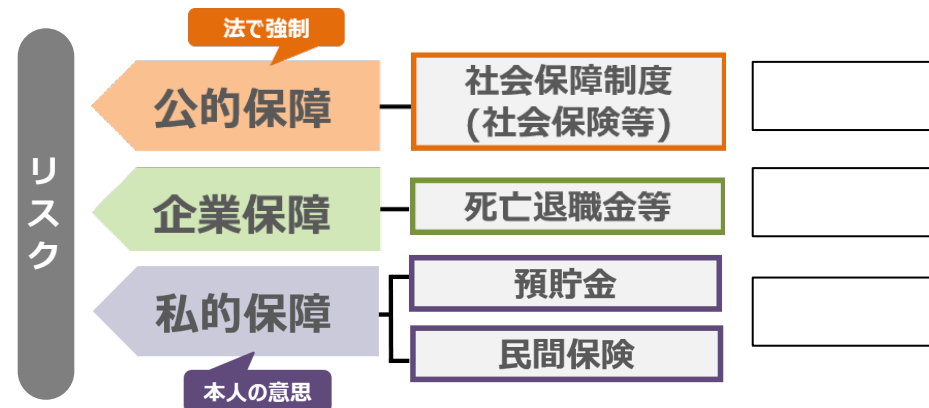 法で強制
公的保障
社会保障制度
(社会保険等)
リスク
企業保障
死亡退職金等
私的保障
預貯金
民間保険
本人の意思